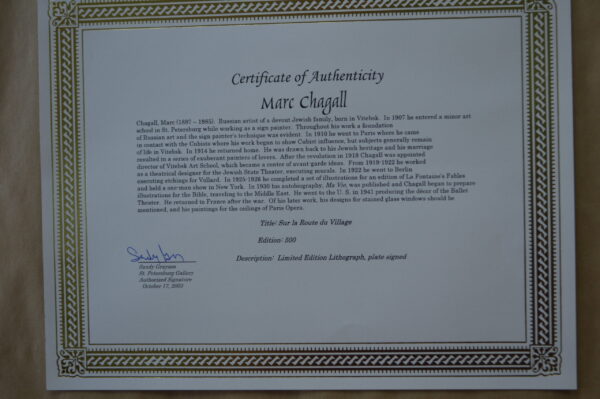 Certificate of Authenticity
Marc Chagall
Chagall, Marc (1887 - 1985). Russian artist of a devout Jewish family, born in Vitebsk. In 1907 he entered a minor art
school in St. Petersburg while working as a sign painter. Throughout his work a foundation
of Russian art and the sign painter's technique was evident. In 1910 he went to Paris where he came
in contact with the Cubists where his work began to show Cubist influence, but subjects generally remain
of life in Vitebsk. In 1914 he returned home. He was drawn back to his Jewish heritage and his marriage
resulted in a series of exuberant painters of lovers. After the revolution in 1918 Chagall was appointed
director of Vitebsk Art School, which became a centre of avant garde ideas. From 1919-1922 he worked
as a theatrical designer for the Jewish State Theater, executing murals. In 1922 he went to Berlin
executing etchings for Vollard. In 1925-1926 he completed a set of illustrations for an edition of La Fontaine's Fables
and held a one-man show in New York. In 1930 his autobiography, Ma Vie, was published and Chagall began to prepare
illustrations for the Bible, traveling to the Middle East. He went to the U. S. in 1941 producing the décor of the Ballet
Theater. He returned to France after the war. Of his later work, his designs for stained glass windows should be
mentioned, and his paintings for the ceilings of Paris Opera.
Title: Sur la Route du Village
Edition: 500
Description: Limited Edition Lithograph, plate signed
Sandy Grayson
St. Petersburg Gallery
Authorized Signature
October 17, 2003